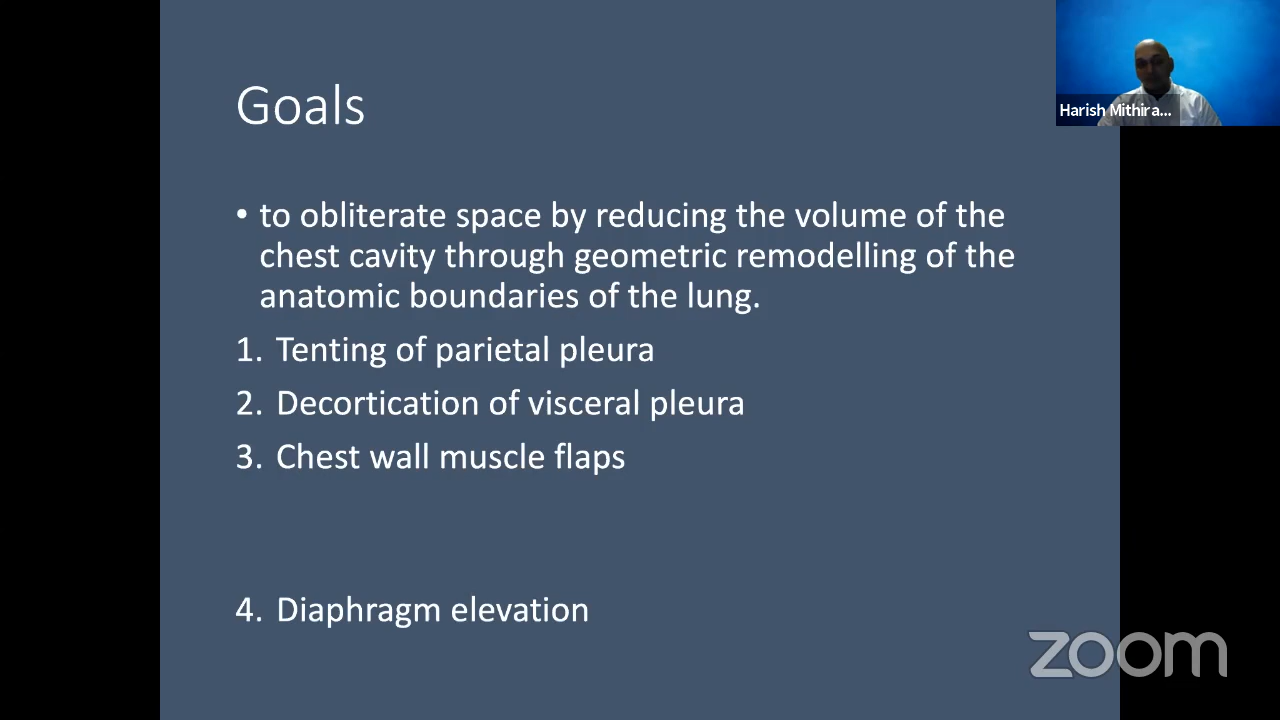 Goals
• to obliterate space by reducing the volume of the
chest cavity through geometric remodelling of the
anatomic boundaries of the lung.
1. Tenting of parietal pleura
2. Decortication of visceral pleura
3. Chest wall muscle flaps
4. Diaphragm elevation
Harish Mithira...
zoom